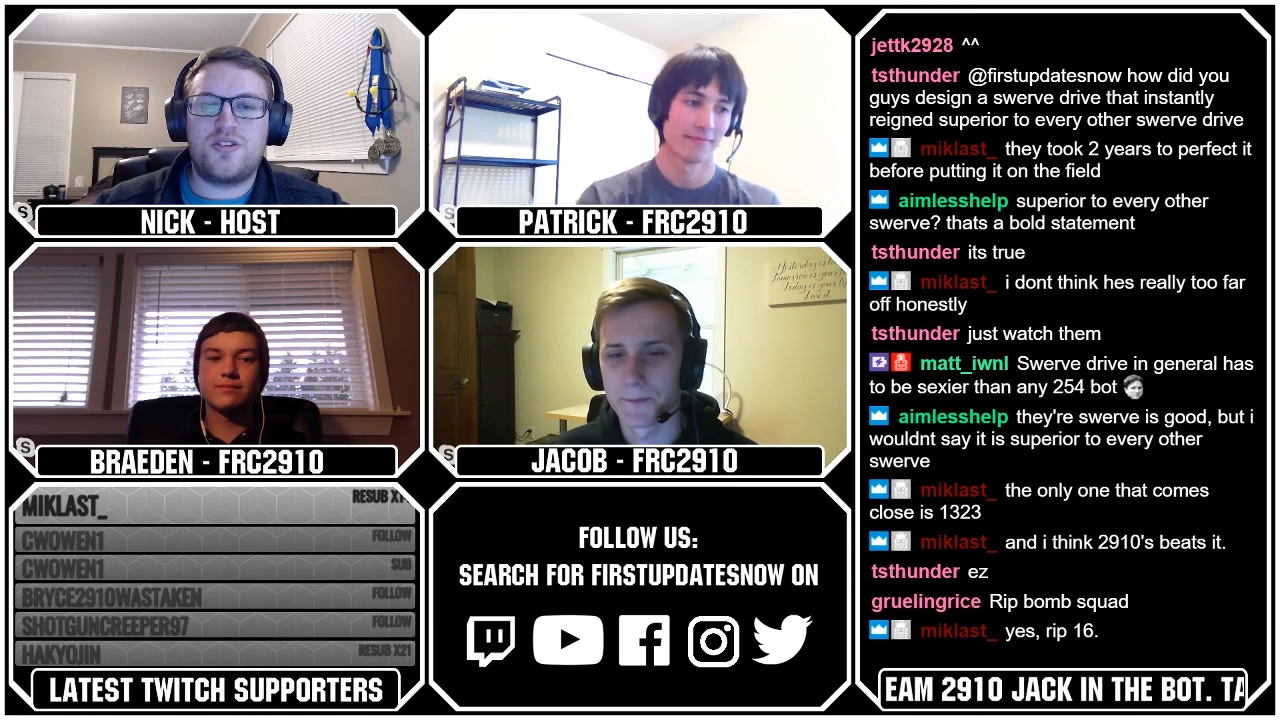 NICK - HOST
PATRICK - FRC2910
BRAEDEN - FRC2910
JACOB - FRC2910
MIKLAST_
CWOWEN1
FOLLOW
CWOWEN1
SUB
BRYCE2910WASTAKEN
FOLLOW
SHOTGUNCREEPER97
FOLLOW
HAKYOJIN
RESUB X21
LATEST TWITCH SUPPORTERS
FOLLOW US:
SEARCH FOR FIRSTUPDATESNOW ON
jettk2928 ^^
tsthunder @firstupdatesnow how did you
guys design a swerve drive that instantly
reigned superior to every other swerve drive
miklast_ they took 2 years to perfect it
before putting it on the field
aimlesshelp superior to every other
swerve? thats a bold statement
tsthunder its true
miklast_ i dont think hes really too far
off honestly
tsthunder just watch them
matt_iwnl Swerve drive in general has
to be sexier than any 254 bot
aimlesshelp they're swerve is good, but i
wouldnt say it is superior to every other
swerve
miklast_ the only one that comes
close is 1323
miklast_ and i think 2910's beats it.
tsthunder ez
gruelingrice Rip bomb squad
miklast_ yes, rip 16.
EAM 2910 JACK IN THE BOT. TA